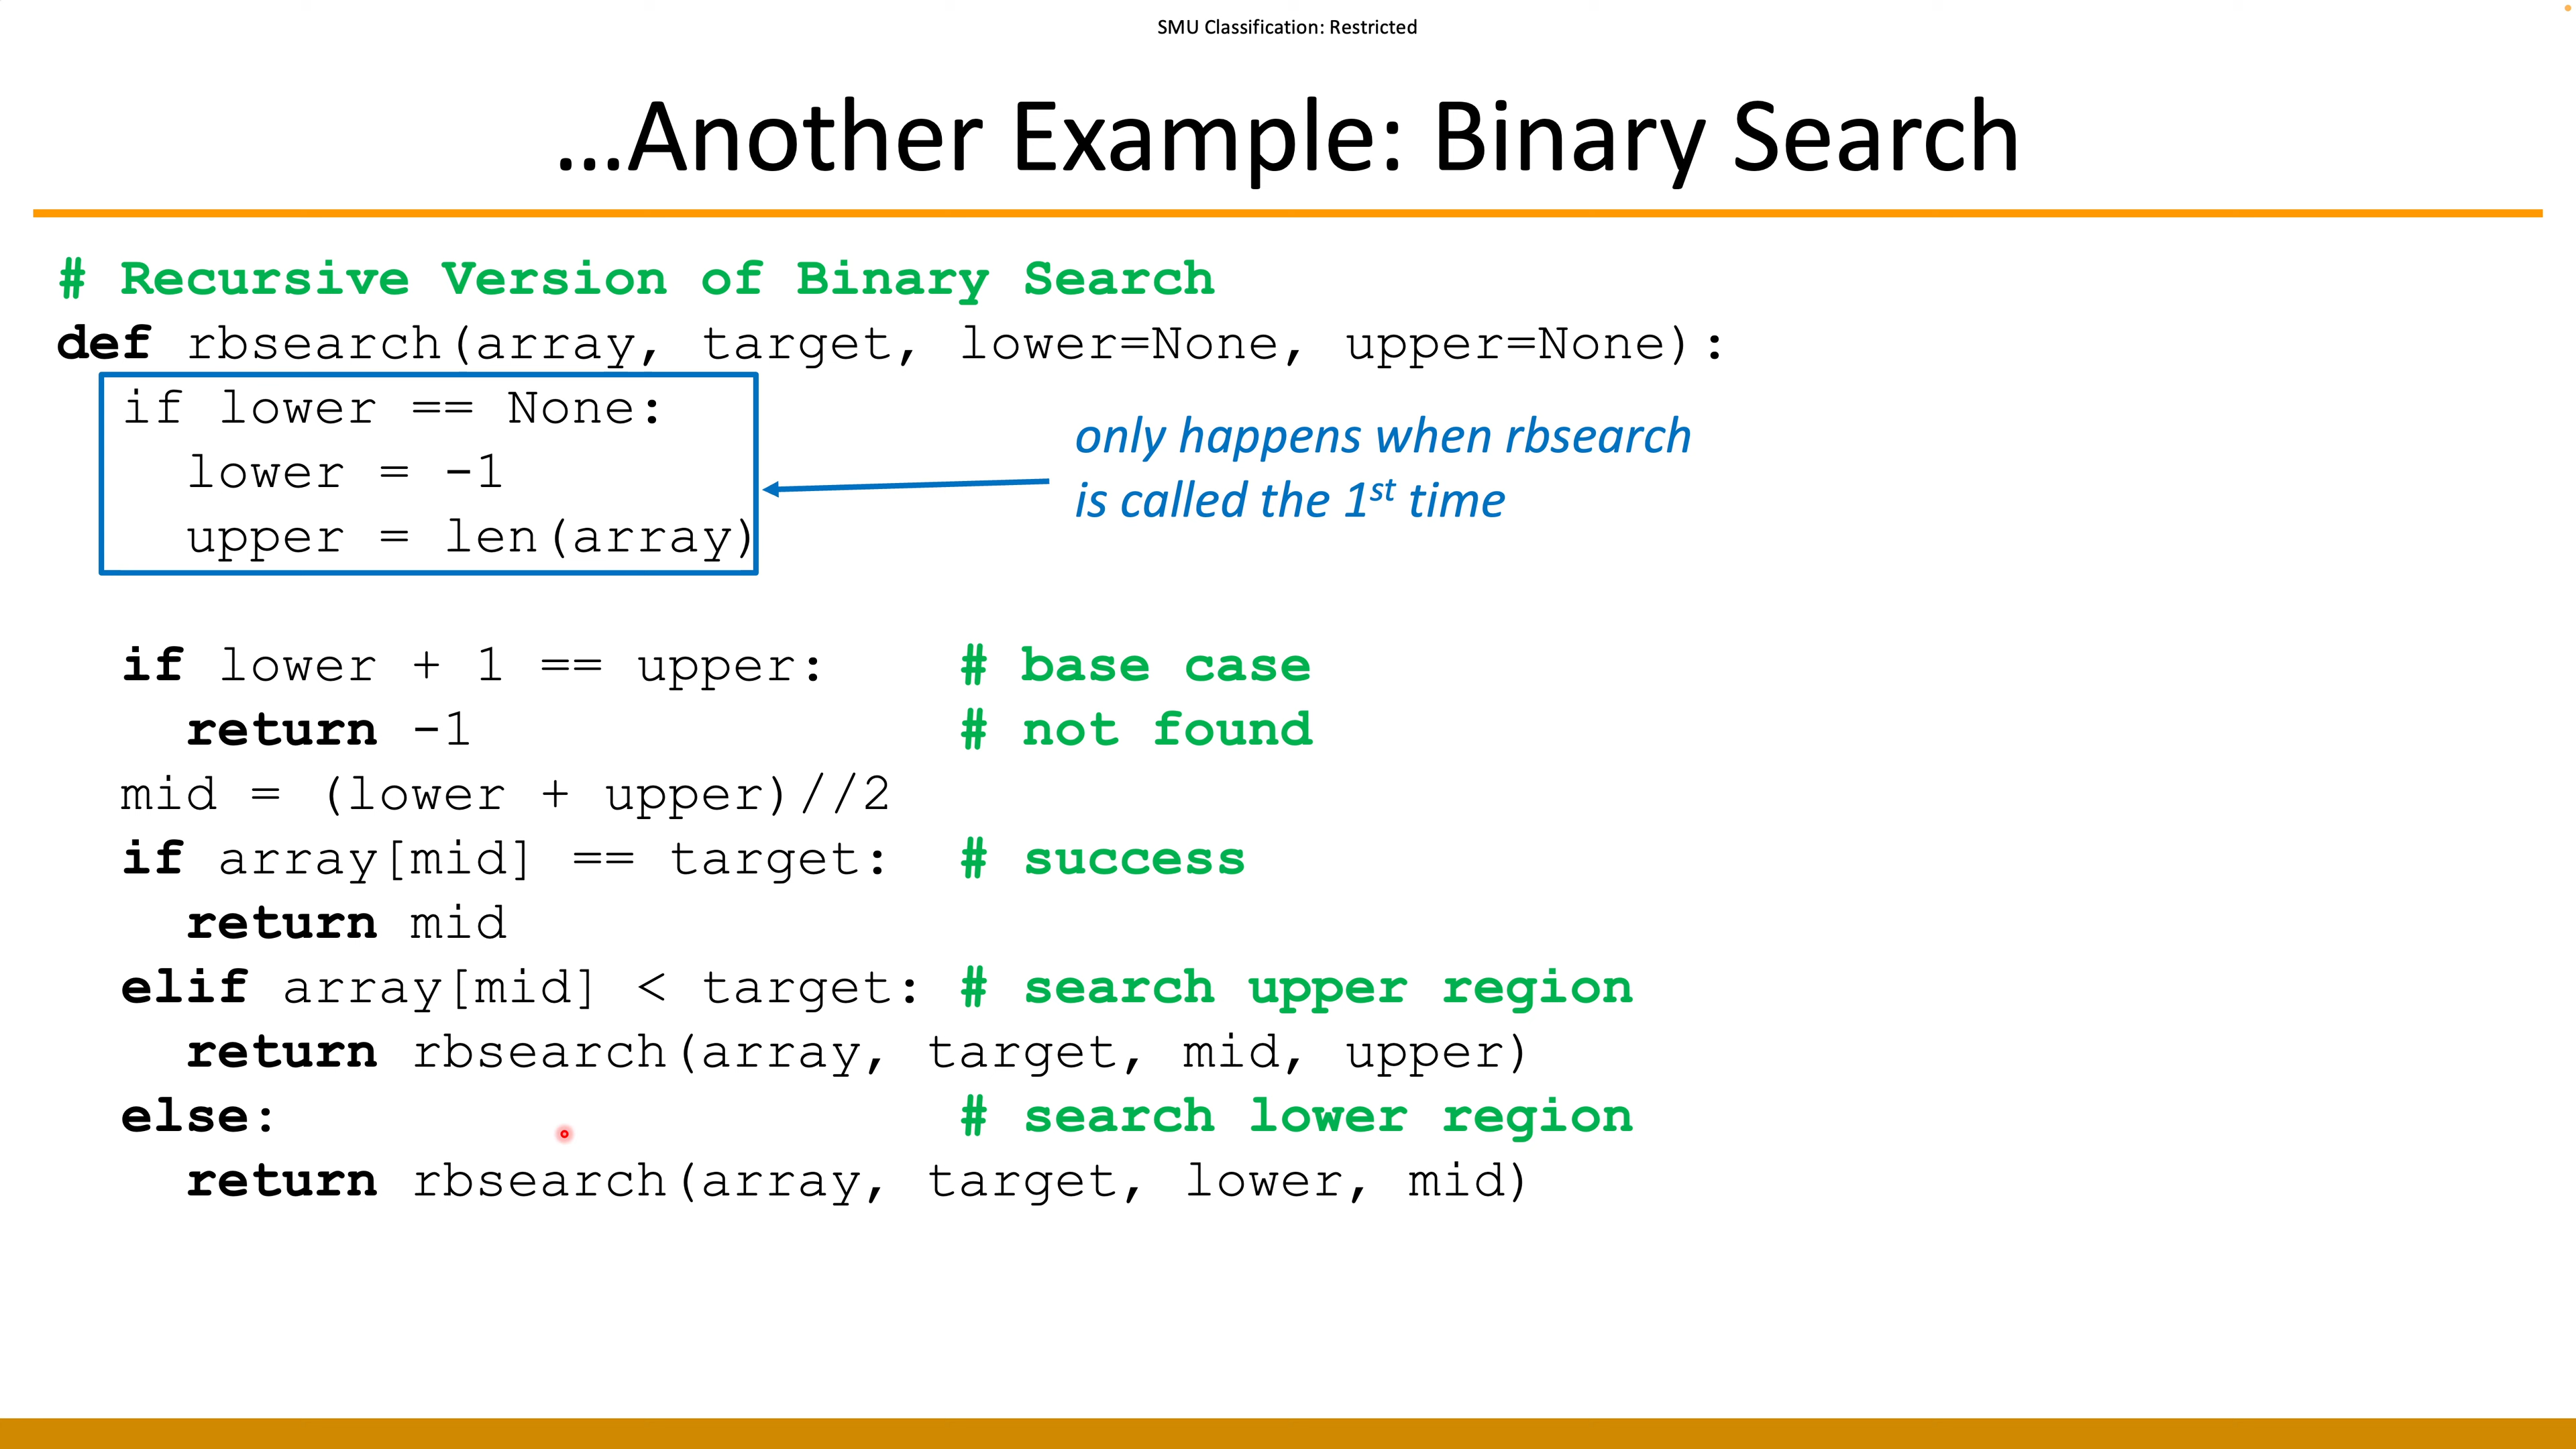 SMU Classification: Restricted
...Another Example: Binary Search
# Recursive Version of Binary Search
def rbsearch(array, target, lower=None, upper=None):
if lower == None:
lower = -1
upper = len(array)
only happens when rbsearch
is called the 1st time
if lower + 1 == upper: # base case
return -1 # not found
mid = (lower + upper)//2
if array[mid] == target: # success
return mid
elif array[mid] < target: # search upper region
return rbsearch(array, target, mid, upper)
else: # search lower region
return rbsearch(array, target, lower, mid)